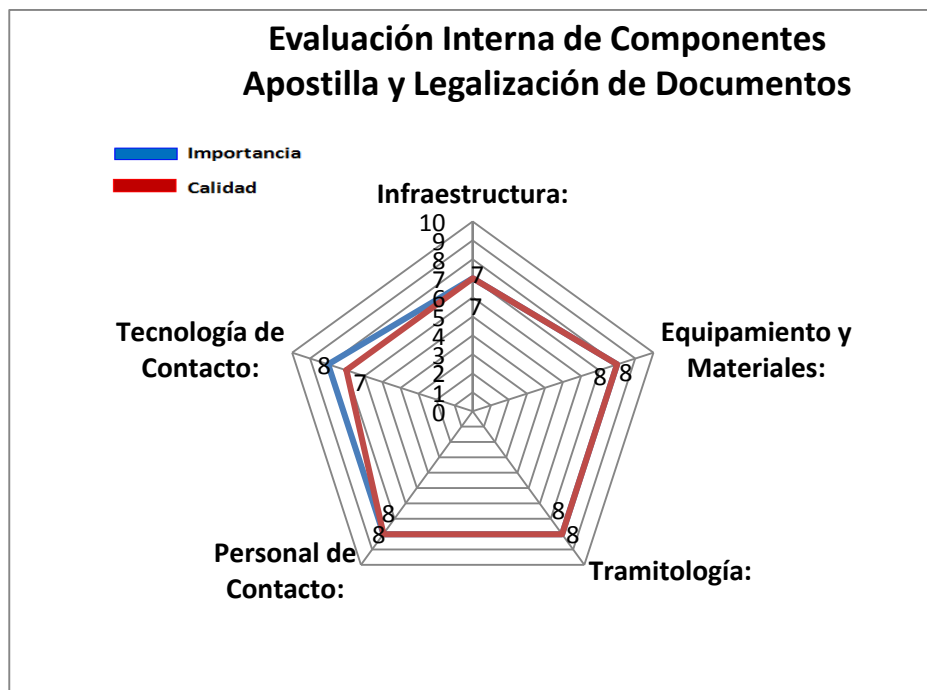 Evaluación Interna de Componentes
Apostilla y Legalización de Documentos
Importancia
Calidad
Infraestructura:
10
9
8
7
6
5
4
3
2
1
0
7
7
Equipamiento y
Materiales:
8
8
Tramitología:
8
8
Personal de
Contacto:
8
8
Tecnología de
Contacto:
8
7